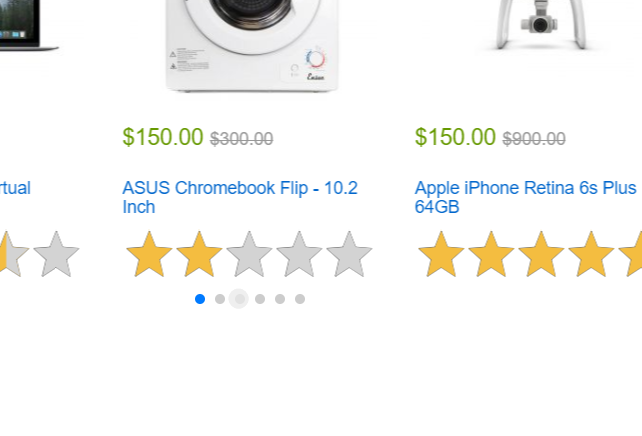 $150.00 $300.00
$150.00 $900.00
rtual
ASUS Chromebook Flip - 10.2
Inch
Apple iPhone Retina 6s Plus
64GB